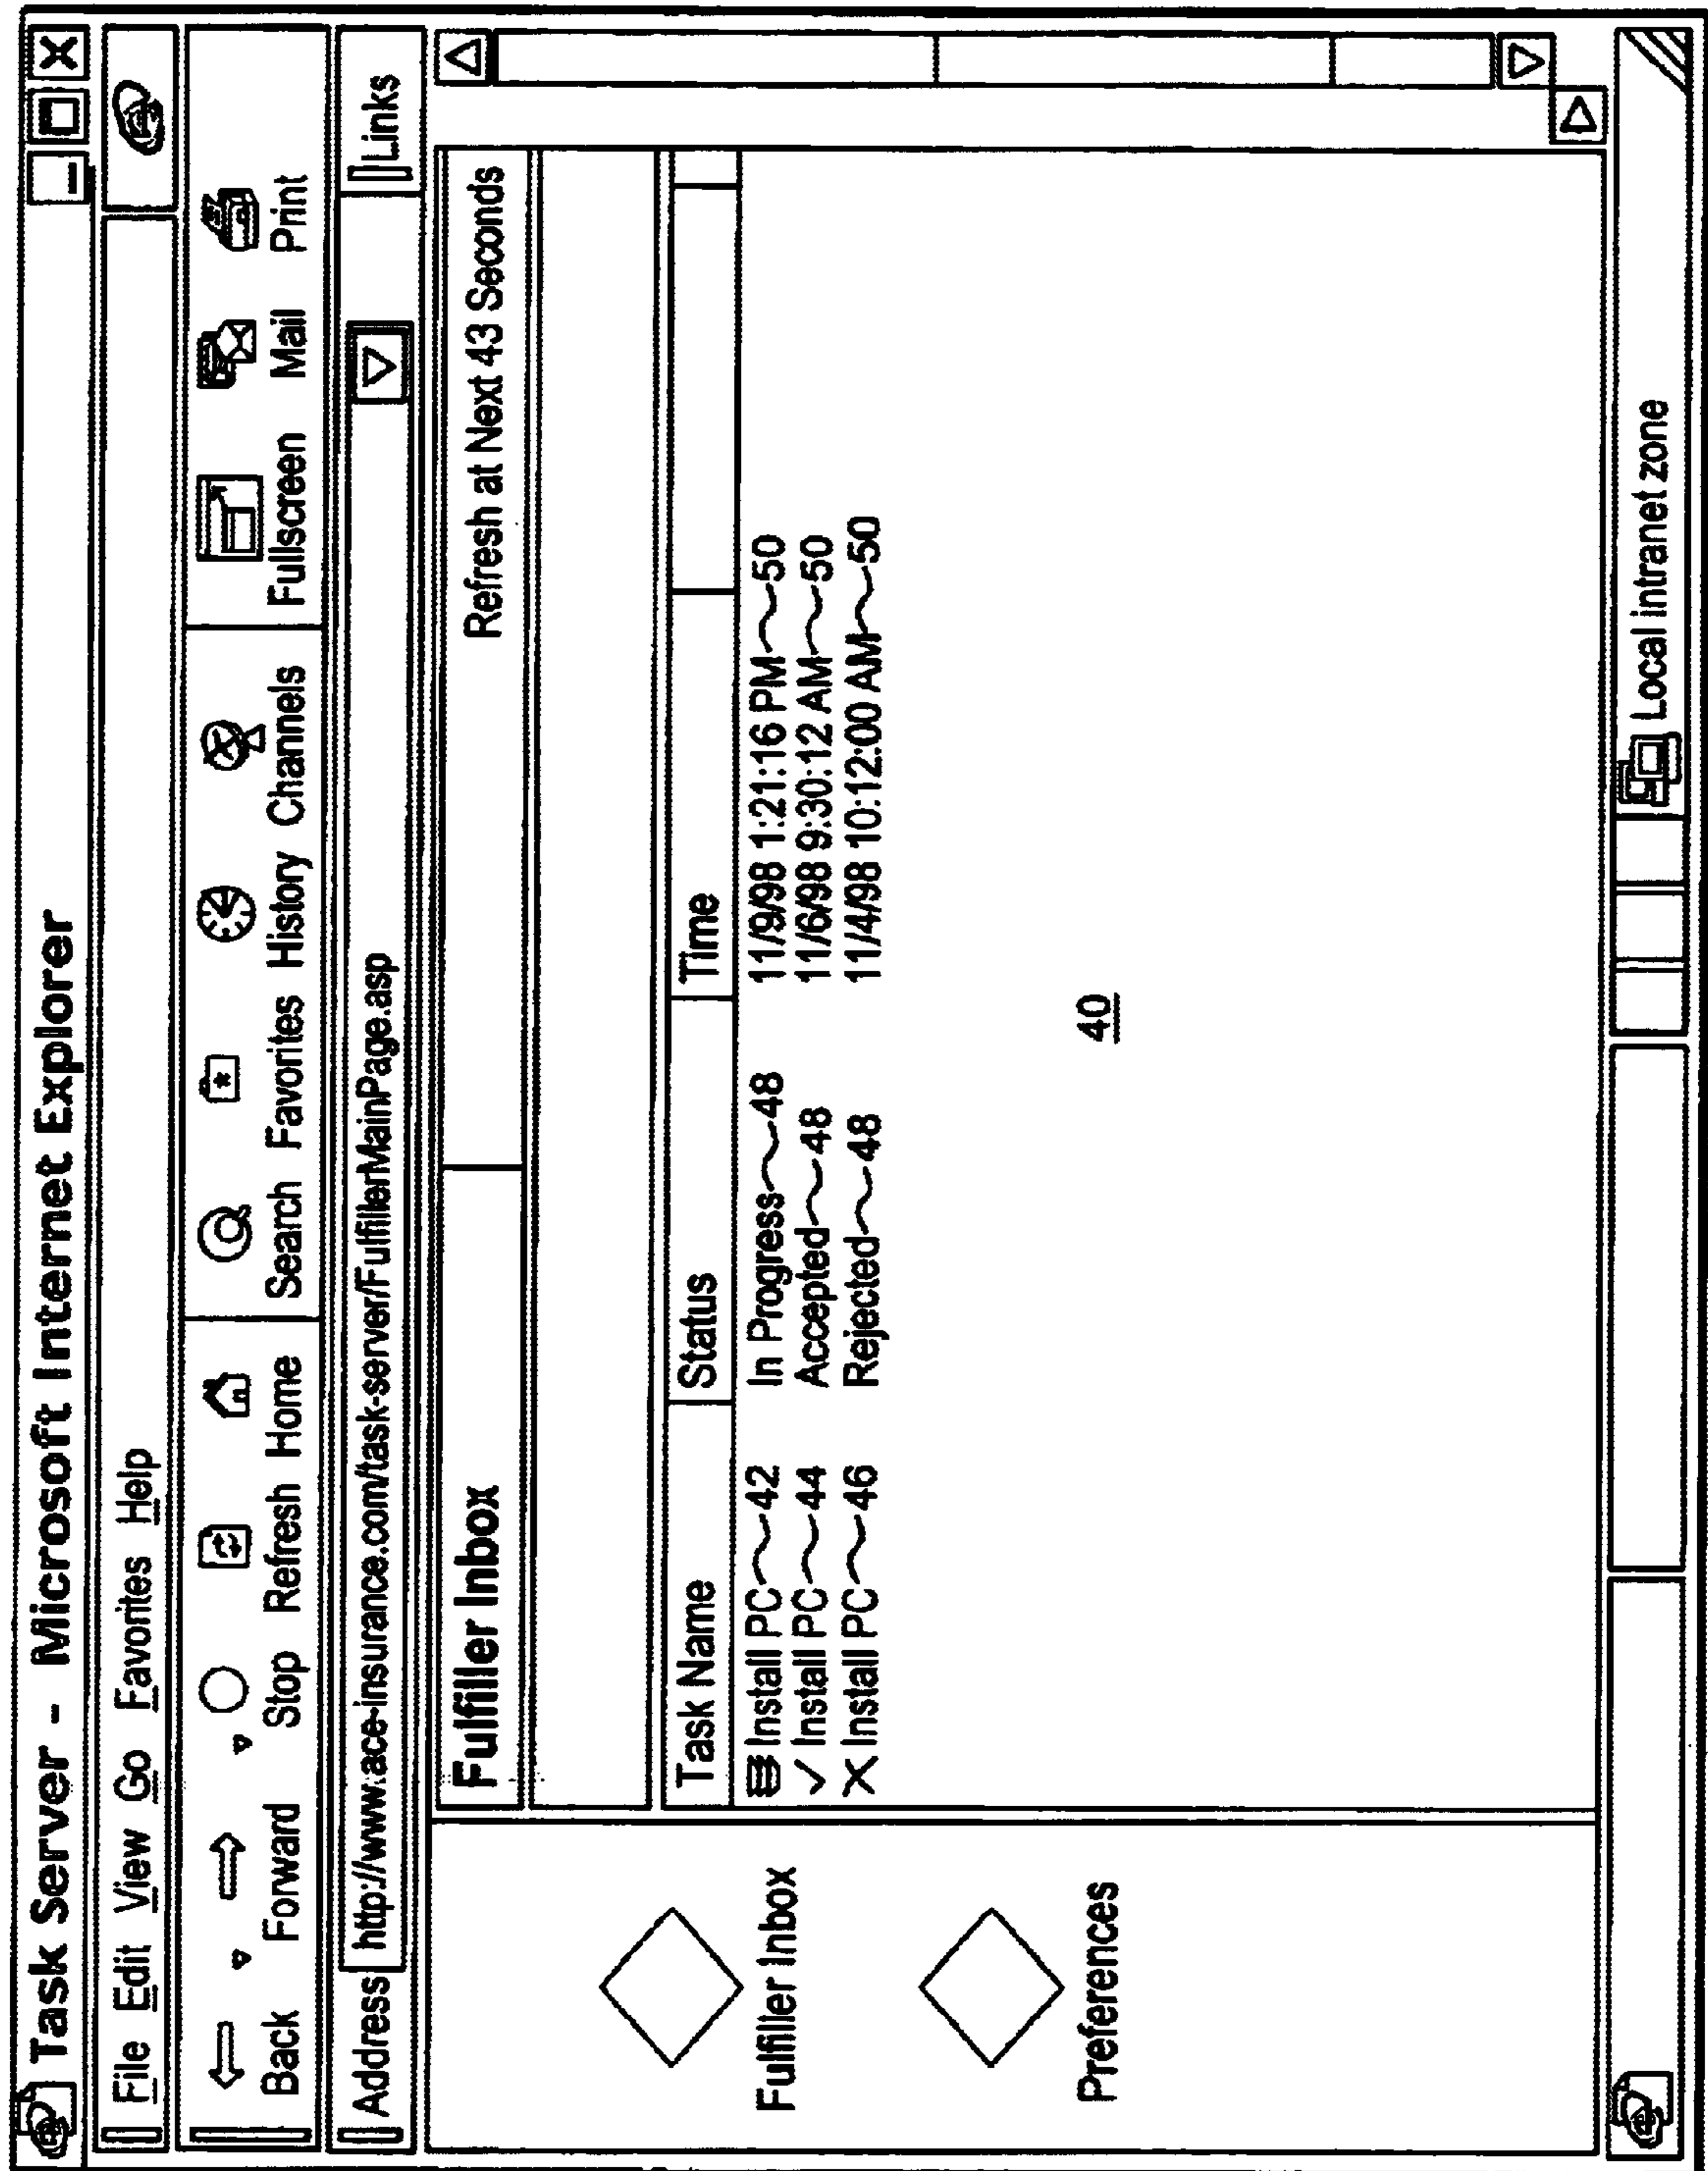 Task Server - Microsoft Internet Explorer
File Edit View Go Favorites Help
Back Forward Stop Refresh Home Search Favorites History Channels Fullscreen Mail Print
Address http://www.ace-insurance.com/task-server/FulfillerMainPage.asp Links
Fulfiller Inbox Refresh at Next 43 Seconds
Task Name Status Time
Install PC 42 In Progress 48 11/9/98 1:21:16 PM 50
✓ Install PC 44 Accepted 48 11/6/98 9:30:12 AM 50
X Install PC 46 Rejected 48 11/4/98 10:12:00 AM 50
Fulfiller Inbox
Preferences
40
Local intranet zone